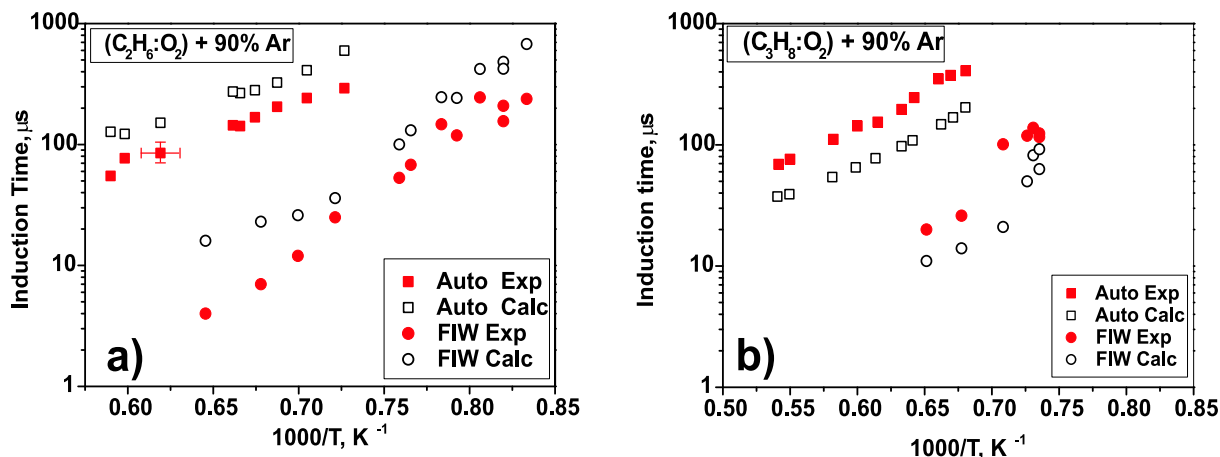 (C2H6:O2) + 90% Ar
1000
100
10
1
Induction Time, μs
a)
Auto Exp
Auto Calc
FIW Exp
FIW Calc
0.60 0.65 0.70 0.75 0.80
1000/T, K -1
(C3H8:O2) + 90% Ar
1000
100
10
1
Induction time, μs
b)
Auto Exp
Auto Calc
FIW Exp
FIW Calc
0.50 0.55 0.60 0.65 0.70 0.75 0.80 0.85
1000/T, K -1